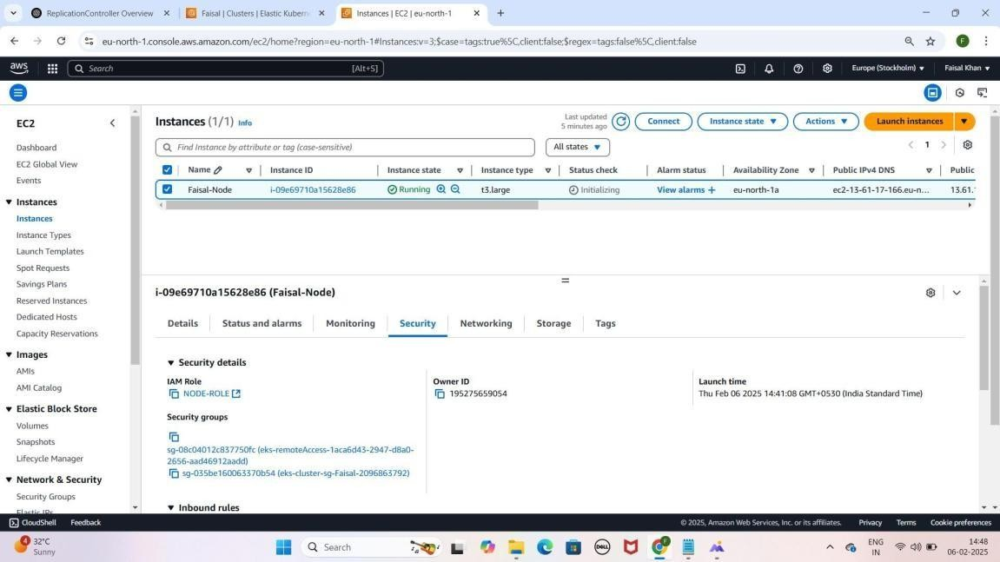 ReplicationController Overview
Faisal | Clusters | Elastic Kubern
Instances | EC2 | eu-north-1
eu-north-1.console.aws.amazon.com/ec2/home?region=eu-north-1#Instances:v=3;$case=tags:true%5C,client:false;$regex=tags:false%5C,client:false
F
aws
Search
[Alt+S]
Europe (Stockholm)
Faisal Khan
EC2
Dashboard
EC2 Global View
Events
Instances
Instances
Instance Types
Launch Templates
Spot Requests
Savings Plans
Reserved Instances
Dedicated Hosts
Capacity Reservations
Images
AMIs
AMI Catalog
Elastic Block Store
Volumes
Snapshots
Lifecycle Manager
Network & Security
Security Groups
Elastic IPs
Instances (1/1) Info
Last updated
5 minutes ago
Connect
Instance state
Actions
Launch instances
Find Instance by attribute or tag (case-sensitive)
All states
1
Name
Instance ID
Instance state
Instance type
Status check
Alarm status
Availability Zone
Public IPv4 DNS
Public
Faisal-Node
i-09e69710a15628e86
Running
t3.large
Initializing
View alarms +
eu-north-1a
ec2-13-61-17-166.eu-n...
13.61.
i-09e69710a15628e86 (Faisal-Node)
Details
Status and alarms
Monitoring
Security
Networking
Storage
Tags
Security details
IAM Role
NODE-ROLE
Owner ID
195275659054
Launch time
Thu Feb 06 2025 14:41:08 GMT+0530 (India Standard Time)
Security groups
sg-08c04012c837750fc (eks-remoteAccess-1aca6d43-2947-d8a0-
2656-aad46912aadd)
sg-035be160063370b54 (eks-cluster-sg-Faisal-2096863792)
Inbound rules
CloudShell
Feedback
© 2025, Amazon Web Services, Inc. or its affiliates.
Privacy
Terms
Cookie preferences
4
32°C
Sunny
Search
DELL
F
ENG
IN
14:48
06-02-2025